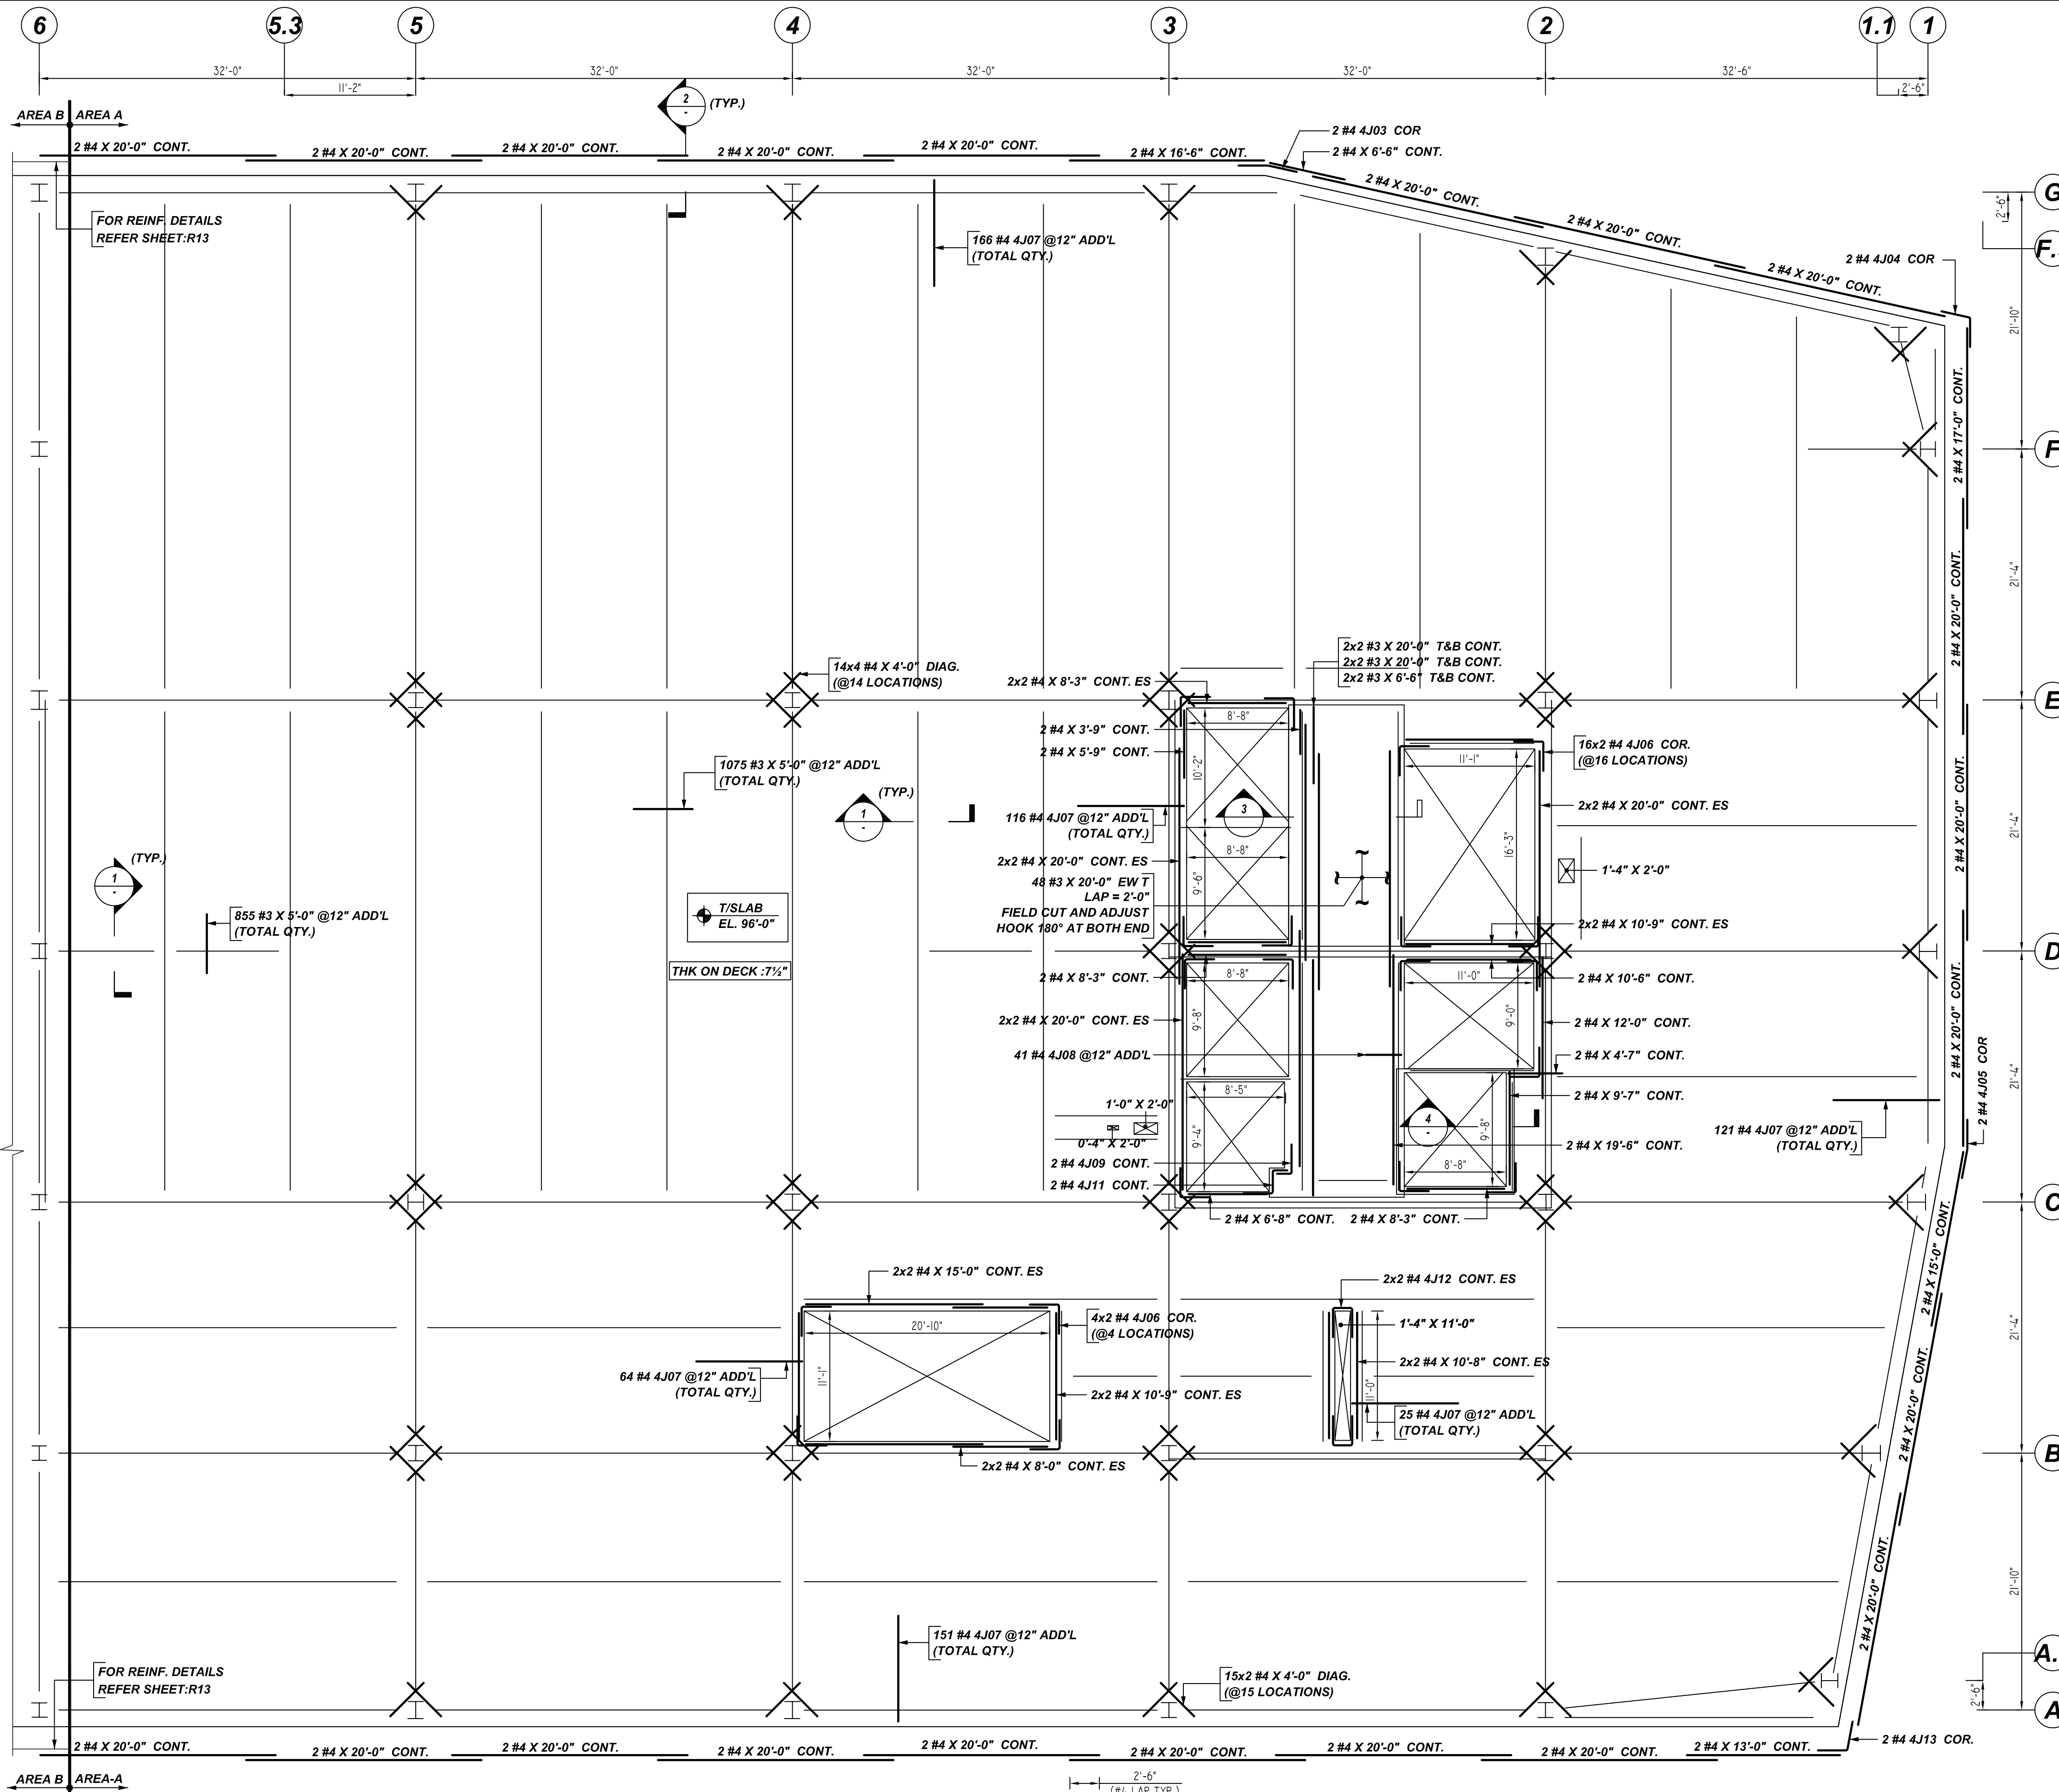 6
5.3
5
4
3
2
1.1
1
32'-0"
32'-0"
32'-0"
32'-0"
32'-6"
11'-2"
2'-6"
AREA B
AREA A
2
-
(TYP.)
2 #4 X 20'-0" CONT.
2 #4 X 20'-0" CONT.
2 #4 X 20'-0" CONT.
2 #4 X 20'-0" CONT.
2 #4 X 20'-0" CONT.
2 #4 X 16'-6" CONT.
2 #4 4J03 COR
2 #4 X 6'-6" CONT.
2 #4 X 20'-0" CONT.
2 #4 X 20'-0" CONT.
2 #4 X 20'-0" CONT.
2 #4 4J04 COR
G
2'-6"
21'-10"
FOR REINF. DETAILS
REFER SHEET:R13
166 #4 4J07 @12" ADD'L
(TOTAL QTY.)
2 #4 X 17'-0" CONT.
F
21'-4"
2 #4 X 20'-0" CONT.
14x4 #4 X 4'-0" DIAG.
(@14 LOCATIONS)
2x2 #3 X 20'-0" T&B CONT.
2x2 #3 X 20'-0" T&B CONT.
2x2 #3 X 6'-6" T&B CONT.
2x2 #4 X 8'-3" CONT. ES
E
8'-8"
2 #4 X 3'-9" CONT.
2 #4 X 5'-9" CONT.
10'-2"
11'-1"
16x2 #4 4J06 COR.
(@16 LOCATIONS)
1075 #3 X 5'-0" @12" ADD'L
(TOTAL QTY.)
(TYP.)
1
-
3
-
116 #4 4J07 @12" ADD'L
(TOTAL QTY.)
2x2 #4 X 20'-0" CONT. ES
2 #4 X 20'-0" CONT.
21'-4"
16'-3"
8'-8"
2x2 #4 X 20'-0" CONT. ES
9'-6"
48 #3 X 20'-0" EW T
LAP = 2'-0"
FIELD CUT AND ADJUST
HOOK 180° AT BOTH END
1'-4" X 2'-0"
(TYP.)
1
-
855 #3 X 5'-0" @12" ADD'L
(TOTAL QTY.)
T/SLAB
EL. 96'-0"
2x2 #4 X 10'-9" CONT. ES
D
THK ON DECK :7½"
2 #4 X 8'-3" CONT.
8'-8"
11'-0"
2 #4 X 10'-6" CONT.
2x2 #4 X 20'-0" CONT. ES
9'-8"
9'-0"
2 #4 X 12'-0" CONT.
2 #4 X 20'-0" CONT.
41 #4 4J08 @12" ADD'L
2 #4 X 4'-7" CONT.
21'-4"
2 #4 4J05 COR
8'-5"
2 #4 X 9'-7" CONT.
1'-0" X 2'-0"
0'-4" X 2'-0"
9'-4"
4
-
9'-8"
121 #4 4J07 @12" ADD'L
(TOTAL QTY.)
2 #4 X 19'-6" CONT.
2 #4 4J09 CONT.
8'-8"
2 #4 4J11 CONT.
C
2 #4 X 6'-8" CONT.
2 #4 X 8'-3" CONT.
2 #4 X 15'-0" CONT.
2x2 #4 X 15'-0" CONT. ES
2x2 #4 4J12 CONT. ES
20'-10"
4x2 #4 4J06 COR.
(@4 LOCATIONS)
1'-4" X 11'-0"
21'-4"
11'-1"
64 #4 4J07 @12" ADD'L
(TOTAL QTY.)
2x2 #4 X 10'-8" CONT. ES
11'-0"
2x2 #4 X 10'-9" CONT. ES
25 #4 4J07 @12" ADD'L
(TOTAL QTY.)
2 #4 X 20'-0" CONT.
B
2x2 #4 X 8'-0" CONT. ES
21'-10"
2 #4 X 20'-0" CONT.
151 #4 4J07 @12" ADD'L
(TOTAL QTY.)
FOR REINF. DETAILS
REFER SHEET:R13
15x2 #4 X 4'-0" DIAG.
(@15 LOCATIONS)
2'-6"
A
2 #4 4J13 COR.
2 #4 X 20'-0" CONT.
2 #4 X 20'-0" CONT.
2 #4 X 20'-0" CONT.
2 #4 X 20'-0" CONT.
2 #4 X 20'-0" CONT.
2 #4 X 20'-0" CONT.
2 #4 X 20'-0" CONT.
2 #4 X 20'-0" CONT.
2 #4 X 13'-0" CONT.
AREA B
AREA-A
2'-6"
(#4 LAP TYP.)